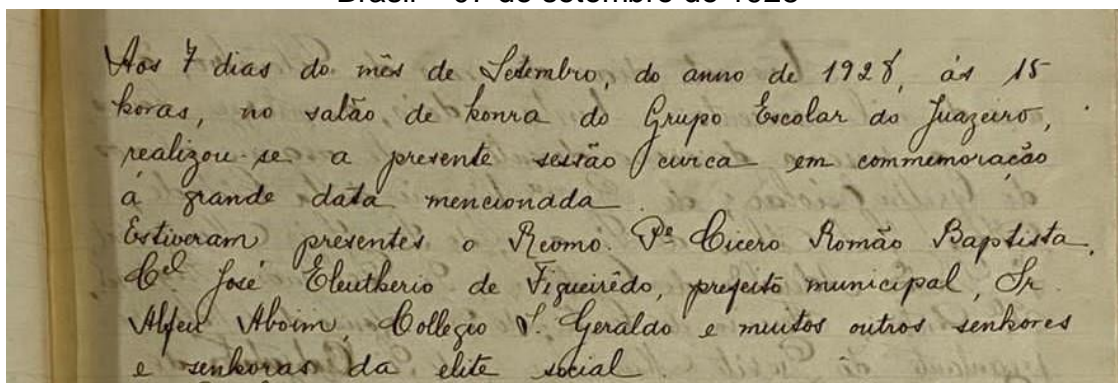 Aos 7 dias do mês de Setembro, do anno de 1928, ás 15
horas, no salão de honra do Grupo Escolar do Juazeiro,
realizou-se a presente sessão civica em commemoração
á grande data mencionada.
Estiveram presentes o Revmo. Pe Cicero Romão Baptista,
Cel José Eleutherio de Figueirêdo, prefeito municipal, Sr.
Alfeu Aboim, Collegio S. Geraldo e muitos outros senhores
e senhoras da elite social.